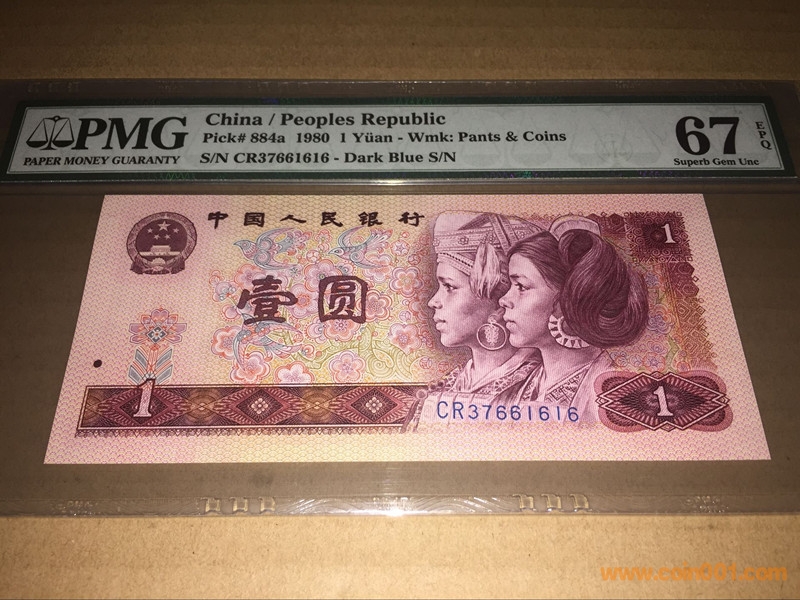 PMG
PAPER MONEY GUARANTY
China / Peoples Republic
Pick# 884a 1980 1 Yüan - Wmk: Pants & Coins
S/N CR37661616 - Dark Blue S/N
67
EPQ
Superb Gem Unc
中国人民银行
1
壹圆
1
CR37661616
1